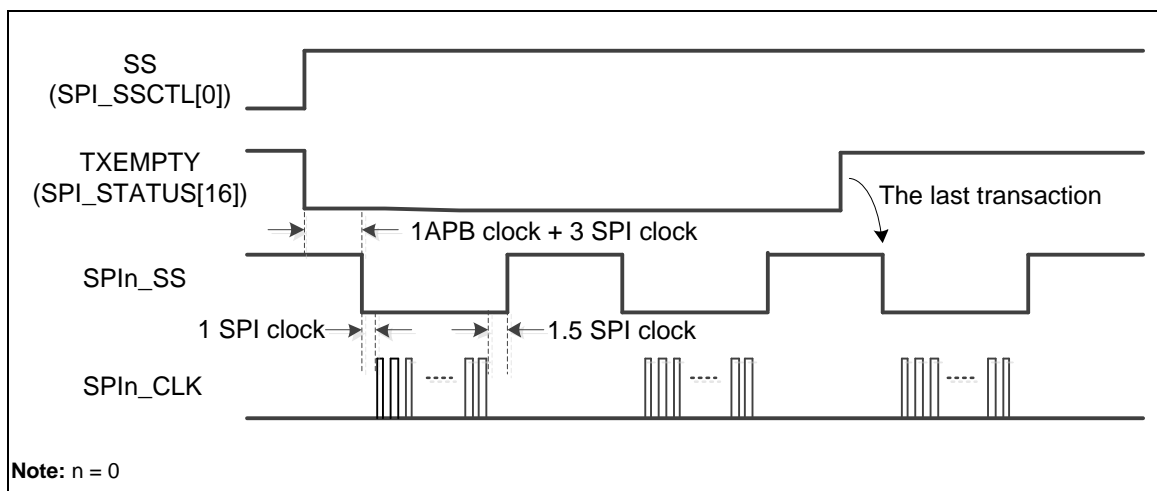 SS
(SPI_SSCTL[0])
TXEMPTY
(SPI_STATUS[16])
The last transaction
1APB clock + 3 SPI clock
SPIn_SS
1 SPI clock
1.5 SPI clock
SPIn_CLK
Note: n = 0